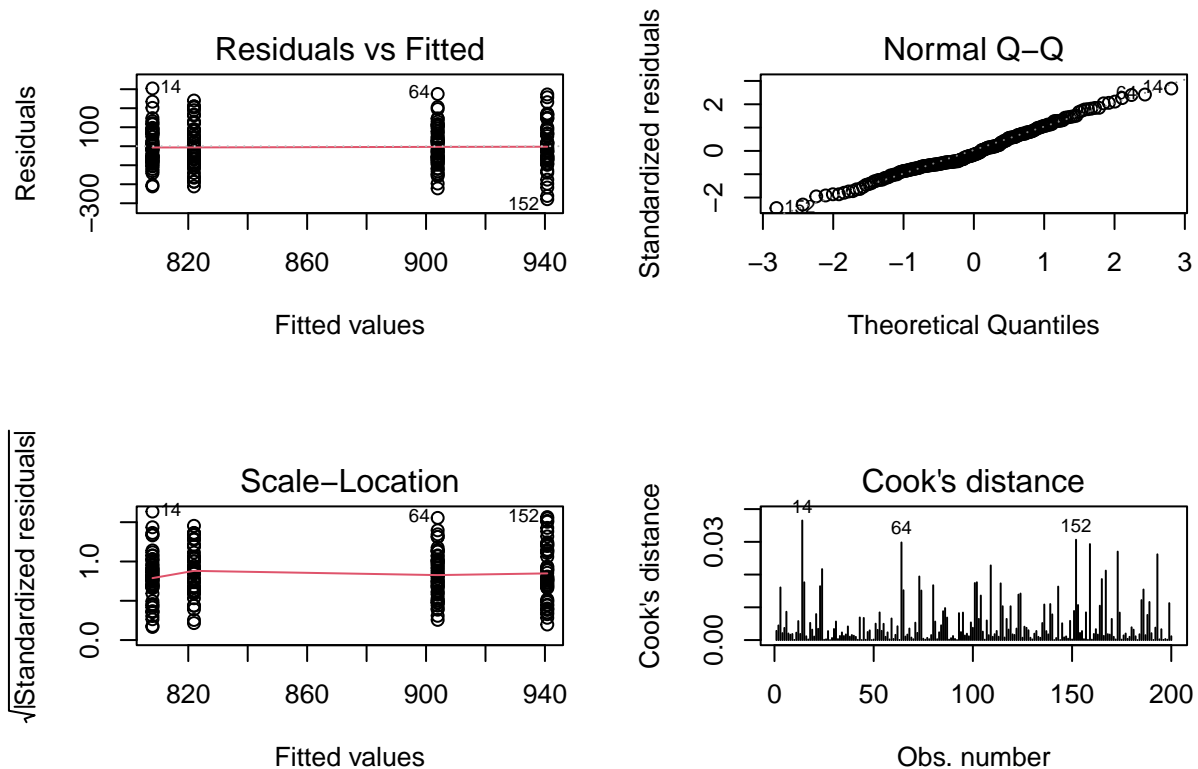 Residuals vs Fitted
Residuals
100
−300
14
64
152
820 860 900 940
Fitted values
Normal Q−Q
Standardized residuals
2
0
−2
64 14
−3 −2 −1 0 1 2 3
Theoretical Quantiles
Scale−Location
√|Standardized residuals|
1.0
0.0
14
64
152
820 860 900 940
Fitted values
Cook's distance
Cook's distance
0.03
0.00
14
64
152
0 50 100 150 200
Obs. number